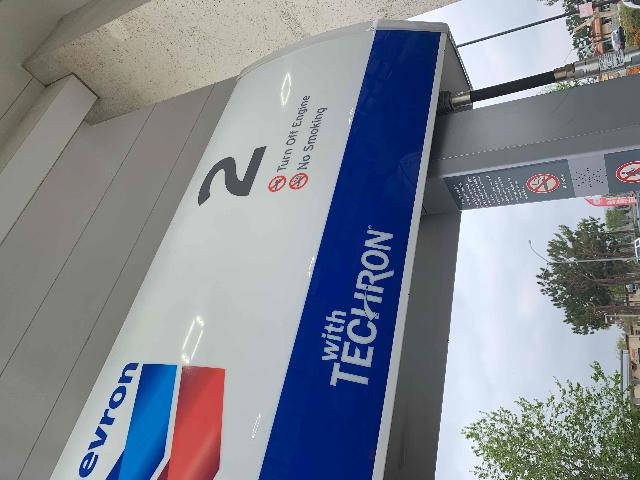 evron
2
Turn Off Engine
No Smoking
with
TECHRON